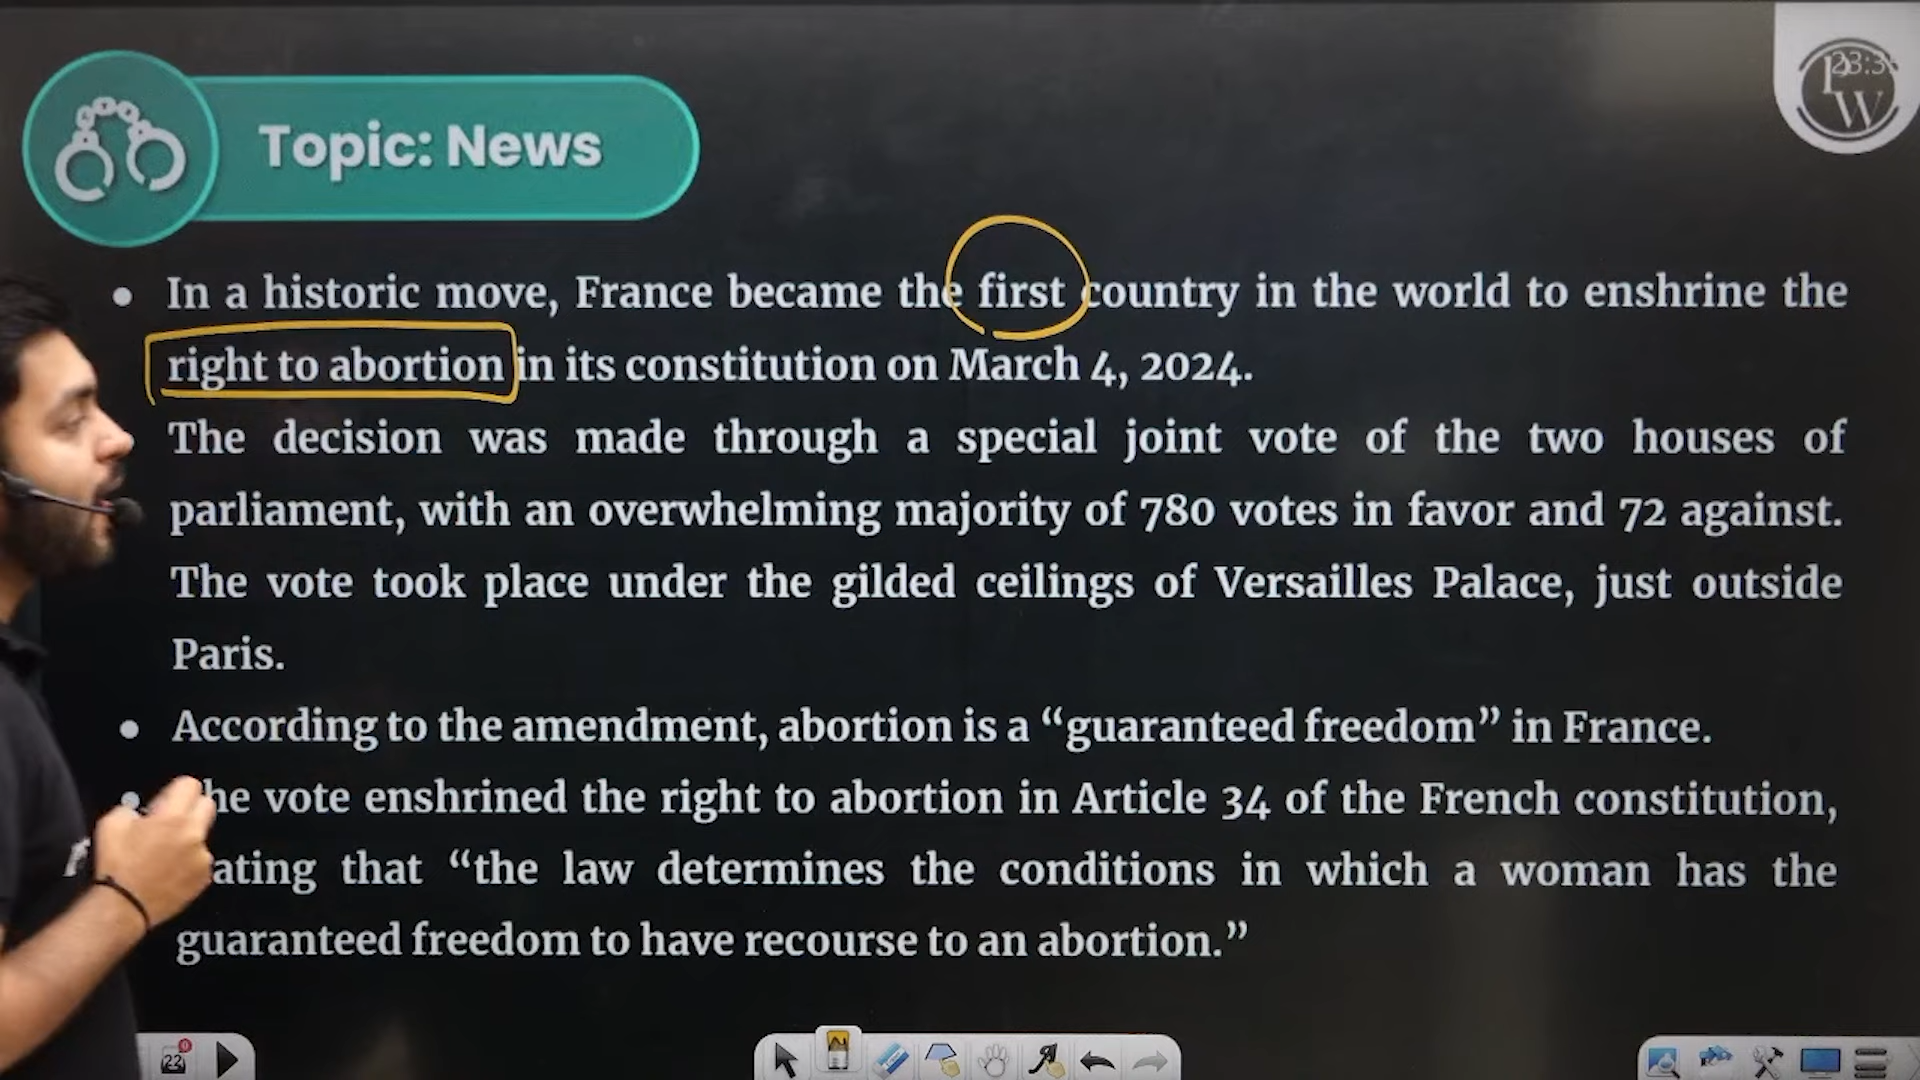 23:3
PW
Topic: News
In a historic move, France became the first country in the world to enshrine the
right to abortion in its constitution on March 4, 2024.
The decision was made through a special joint vote of the two houses of
parliament, with an overwhelming majority of 780 votes in favor and 72 against.
The vote took place under the gilded ceilings of Versailles Palace, just outside
Paris.
According to the amendment, abortion is a “guaranteed freedom” in France.
he vote enshrined the right to abortion in Article 34 of the French constitution,
ating that “the law determines the conditions in which a woman has the
guaranteed freedom to have recourse to an abortion.”
22
0